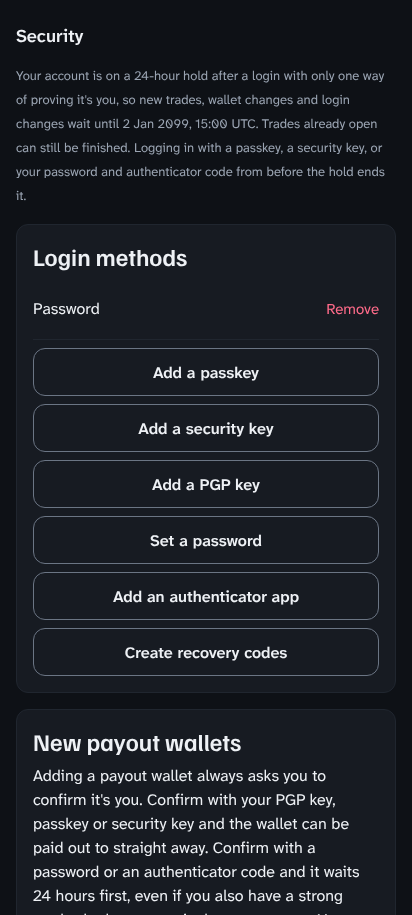 Security
Your account is on a 24-hour hold after a login with only one way
of proving it's you, so new trades, wallet changes and login
changes wait until 2 Jan 2099, 15:00 UTC. Trades already open
can still be finished. Logging in with a passkey, a security key, or
your password and authenticator code from before the hold ends
it.
Login methods
Password
Remove
Add a passkey
Add a security key
Add a PGP key
Set a password
Add an authenticator app
Create recovery codes
New payout wallets
Adding a payout wallet always asks you to
confirm it's you. Confirm with your PGP key,
passkey or security key and the wallet can be
paid out to straight away. Confirm with a
password or an authenticator code and it waits
24 hours first, even if you also have a strong